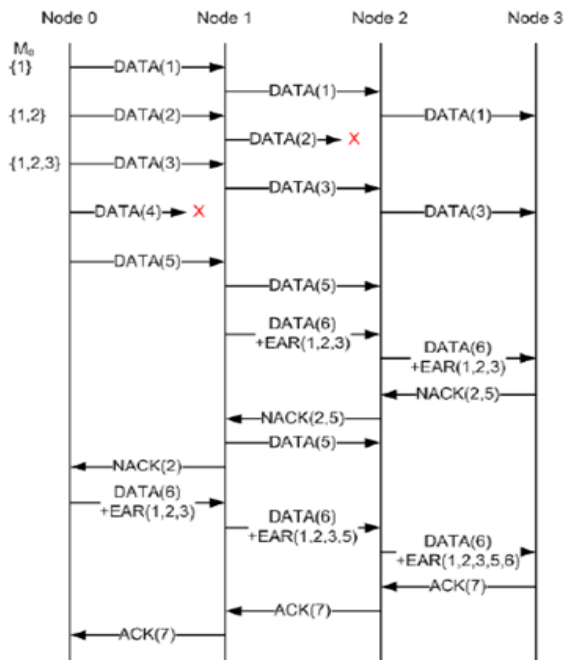 Node 0 Node 1 Node 2 Node 3
M₀
{1} DATA(1)
DATA(1)
{1,2} DATA(2) DATA(1)
DATA(2) X
{1,2,3} DATA(3)
DATA(3)
DATA(4) X DATA(3)
DATA(5)
DATA(5)
DATA(6)
+EAR(1,2,3)
DATA(6)
+EAR(1,2,3)
NACK(2,5)
NACK(2,5)
DATA(5)
NACK(2)
DATA(6)
+EAR(1,2,3)
DATA(6)
+EAR(1,2,3,5)
DATA(6)
+EAR(1,2,3,5,6)
ACK(7)
ACK(7)
ACK(7)